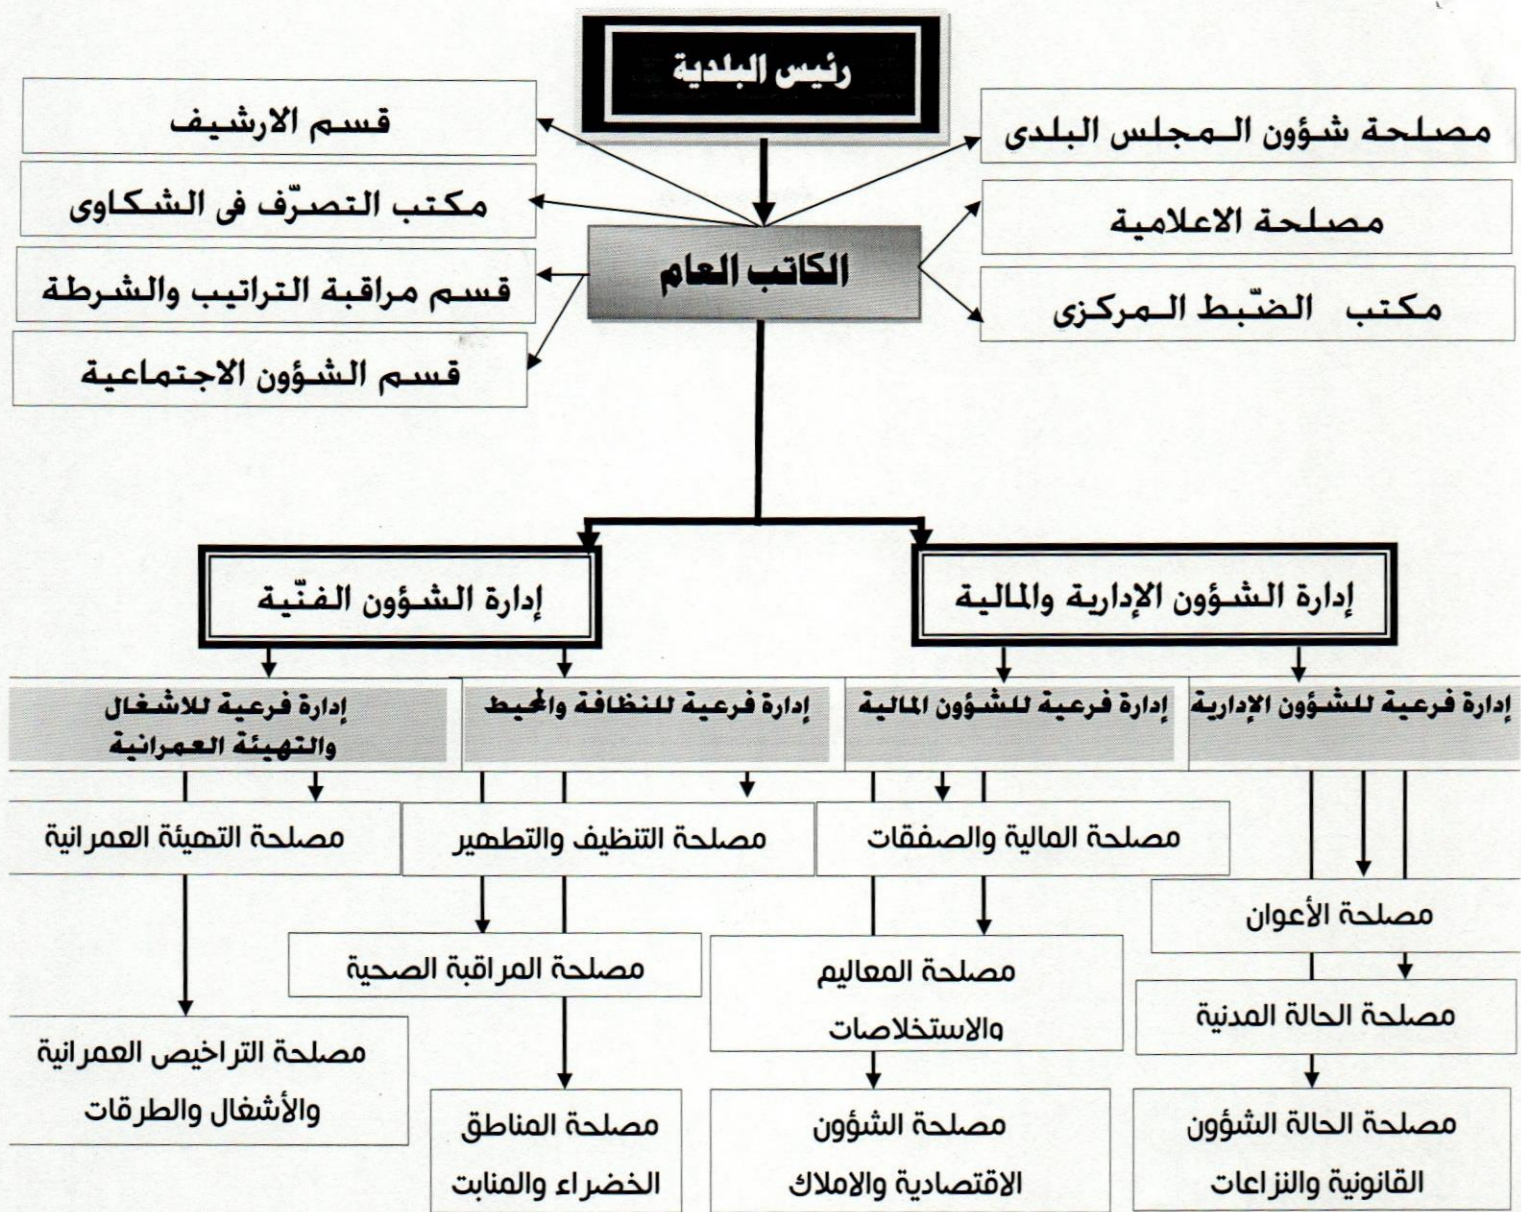 رئيس البلدية
مصلحة شؤون المجلس البلدى
قسم الارشيف
مصلحة الاعلامية
مكتب التصرّف فى الشكاوى
الكاتب العام
مكتب الضّبط المركزى
قسم مراقبة التراتيب والشرطة
قسم الشؤون الاجتماعية
إدارة الشؤون الإدارية والمالية
إدارة الشؤون الفنّية
إدارة فرعية للشؤون الإدارية
إدارة فرعية للشؤون المالية
إدارة فرعية للنظافة والمحيط
إدارة فرعية للاشغال
والتهيئة العمرانية
مصلحة المالية والصفقات
مصلحة التنظيف والتطهير
مصلحة التهيئة العمرانية
مصلحة الأعوان
مصلحة المعاليم
والاستخلاصات
مصلحة المراقبة الصحية
مصلحة الحالة المدنية
مصلحة التراخيص العمرانية
والأشغال والطرقات
مصلحة الحالة الشؤون
القانونية والنزاعات
مصلحة الشؤون
الاقتصادية والاملاك
مصلحة المناطق
الخضراء والمنابت